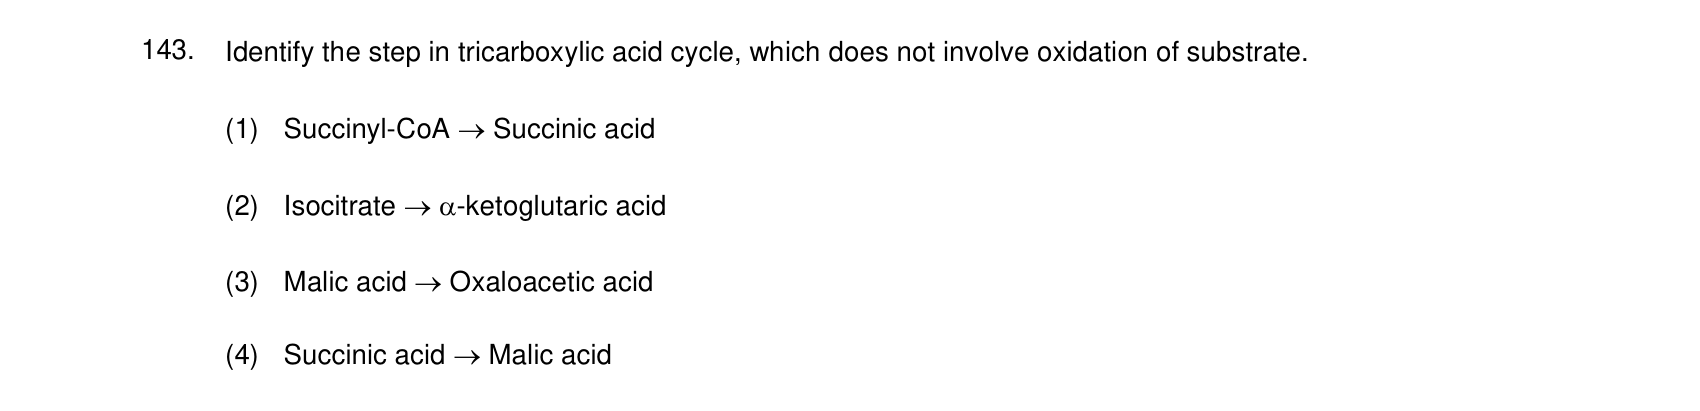 143. Identify the step in tricarboxylic acid cycle, which does not involve oxidation of substrate.
(1) Succinyl-CoA → Succinic acid
(2) Isocitrate → α-ketoglutaric acid
(3) Malic acid → Oxaloacetic acid
(4) Succinic acid → Malic acid